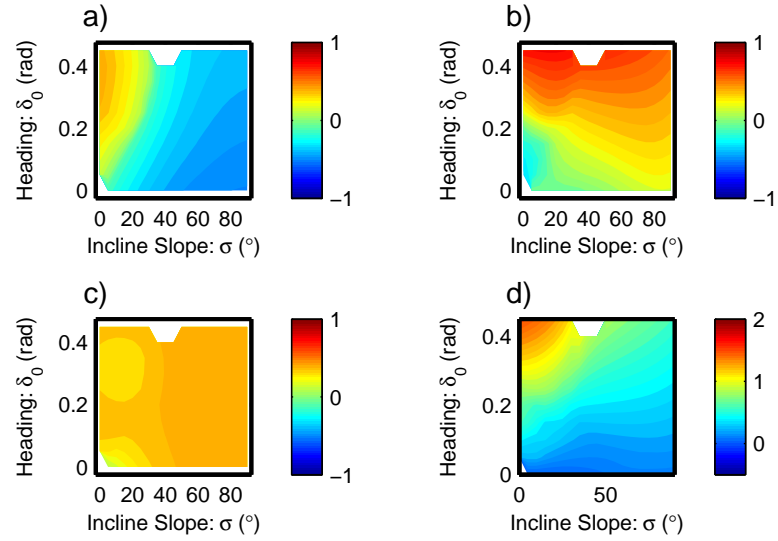 a)
Heading: δ0 (rad)
0.4
0.2
0
0 20 40 60 80
Incline Slope: σ (°)
1
0
−1
b)
Heading: δ0 (rad)
0.4
0.2
0
0 20 40 60 80
Incline Slope: σ (°)
1
0
−1
c)
Heading: δ0 (rad)
0.4
0.2
0
0 20 40 60 80
Incline Slope: σ (°)
1
0
−1
d)
Heading: δ0 (rad)
0.4
0.2
0
0 50
Incline Slope: σ (°)
2
1
0